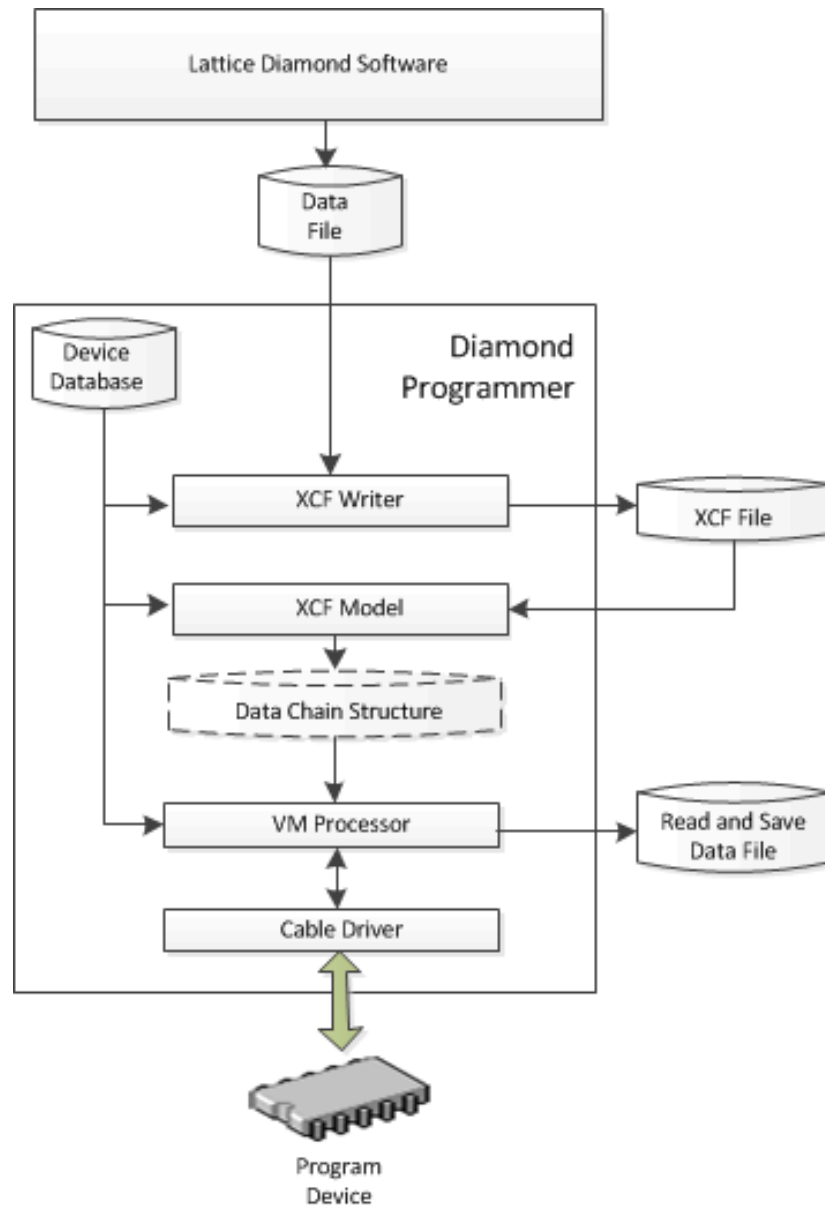 Lattice Diamond Software
Data
File
Device
Database
Diamond
Programmer
XCF Writer
XCF File
XCF Model
Data Chain Structure
VM Processor
Read and Save
Data File
Cable Driver
Program
Device